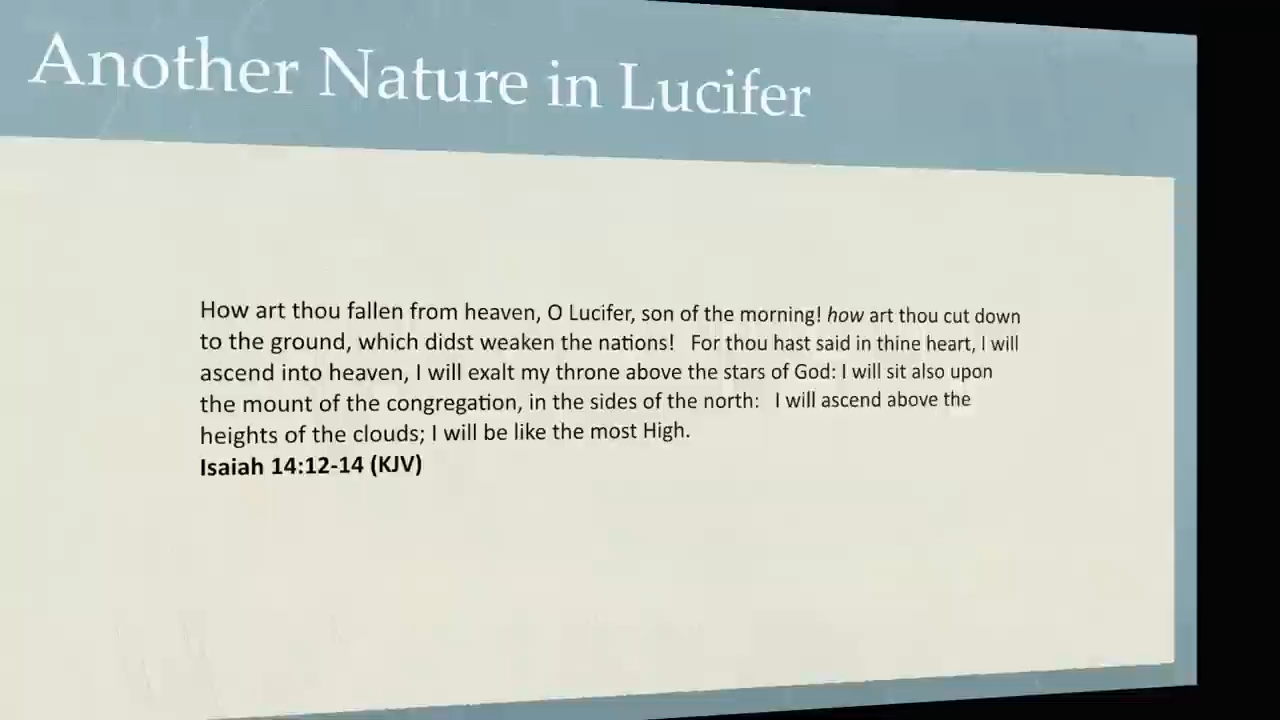 Another Nature in Lucifer
How art thou fallen from heaven, O Lucifer, son of the morning! how art thou cut down
to the ground, which didst weaken the nations!   For thou hast said in thine heart, I will
ascend into heaven, I will exalt my throne above the stars of God: I will sit also upon
the mount of the congregation, in the sides of the north:   I will ascend above the
heights of the clouds; I will be like the most High.
Isaiah 14:12-14 (KJV)